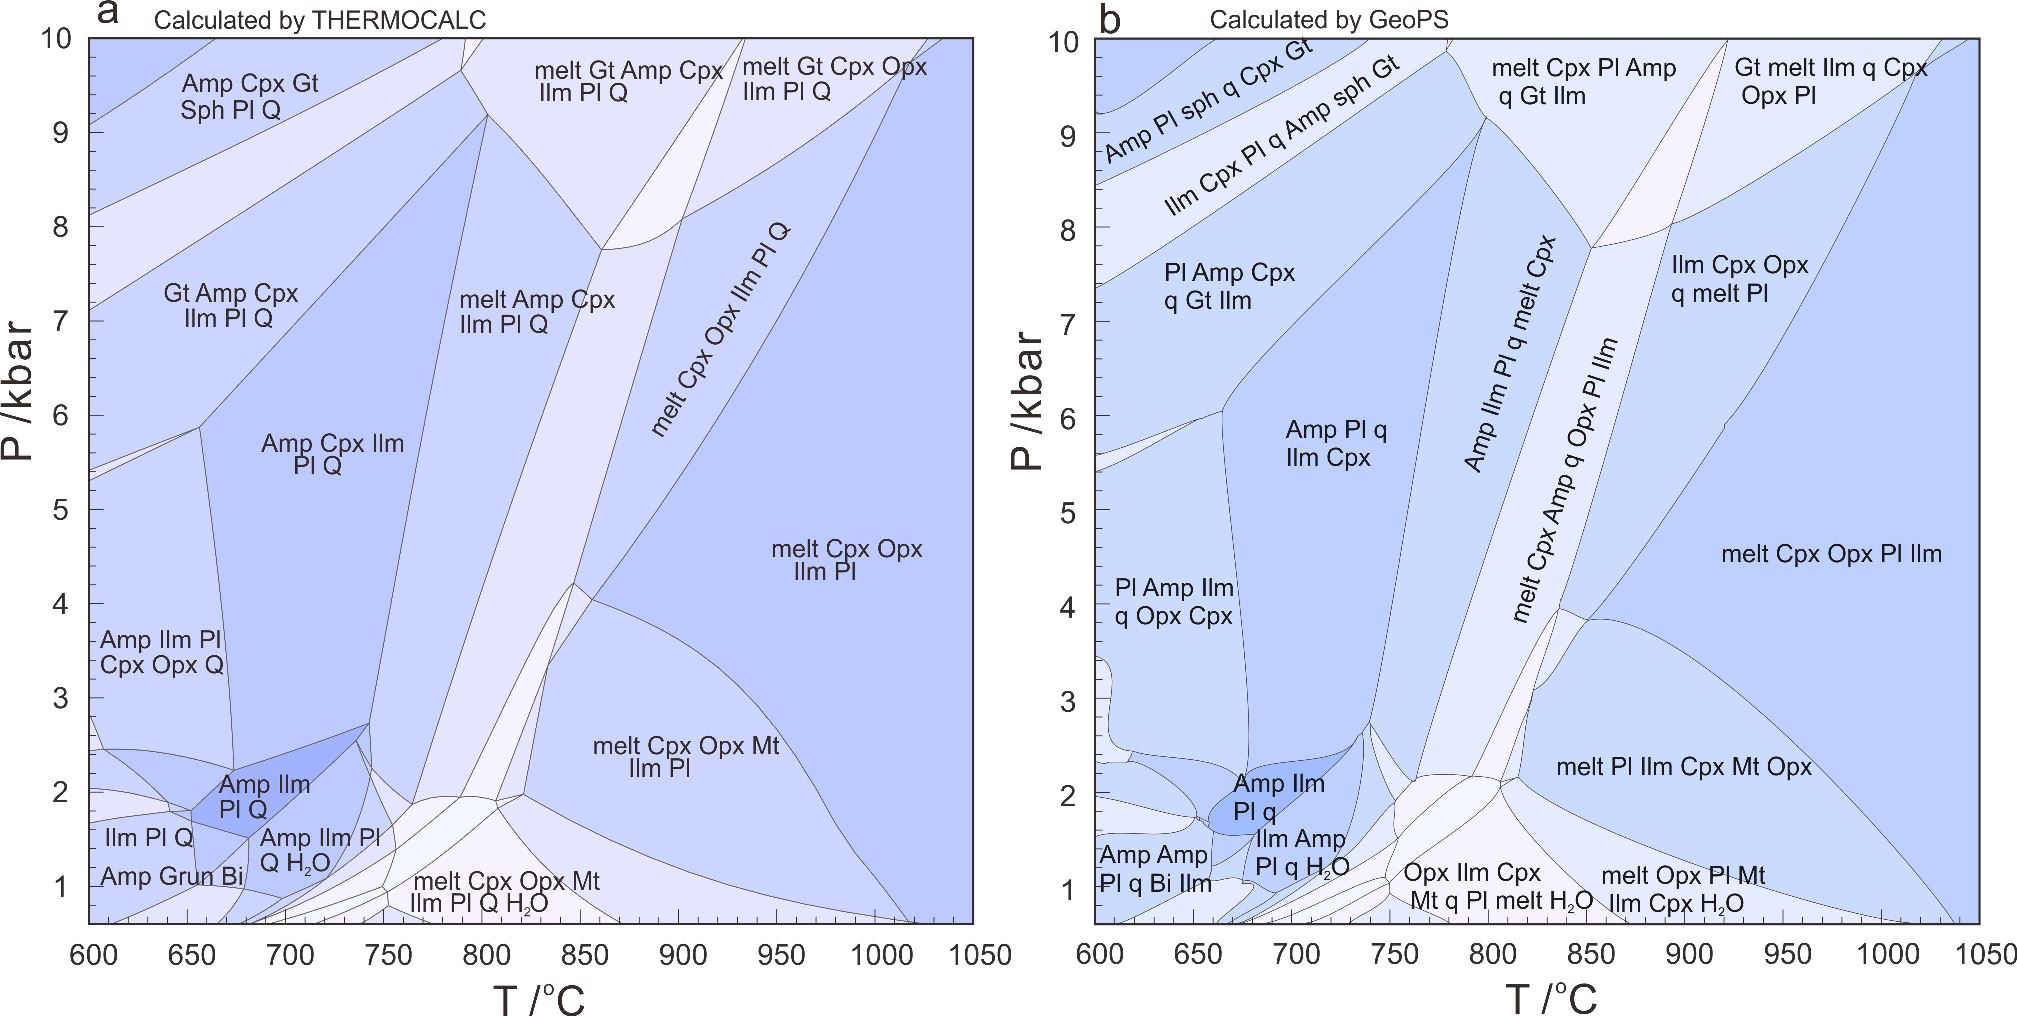 a
Calculated by THERMOCALC
10
9
8
7
6
5
4
3
2
1
P /kbar
Amp Cpx Gt
Sph Pl Q
melt Gt Amp Cpx
Ilm Pl Q
melt Gt Cpx Opx
Ilm Pl Q
Gt Amp Cpx
Ilm Pl Q
melt Amp Cpx
Ilm Pl Q
melt Cpx Opx Ilm Pl Q
Amp Cpx Ilm
Pl Q
melt Cpx Opx
Ilm Pl
Amp Ilm Pl
Cpx Opx Q
melt Cpx Opx Mt
Ilm Pl
Amp Ilm
Pl Q
Ilm Pl Q
Amp Grun Bi
Amp Ilm Pl
Q H2O
melt Cpx Opx Mt
Ilm Pl Q H2O
600 650 700 750 800 850 900 950 1000 1050
T /°C
b
Calculated by GeoPS
10
9
8
7
6
5
4
3
2
1
P /kbar
Amp Pl sph q Cpx Gt
Ilm Cpx Pl q Amp sph Gt
melt Cpx Pl Amp
q Gt Ilm
Gt melt Ilm q Cpx
Opx Pl
Pl Amp Cpx
q Gt Ilm
Amp Ilm Pl q melt Cpx
Ilm Cpx Opx
q melt Pl
melt Cpx Amp q Opx Pl Ilm
Amp Pl q
Ilm Cpx
melt Cpx Opx Pl Ilm
Pl Amp Ilm
q Opx Cpx
melt Pl Ilm Cpx Mt Opx
Amp Ilm
Pl q
Ilm Amp
Pl q H2O
Amp Amp
Pl q Bi Ilm
Opx Ilm Cpx
Mt q Pl melt H2O
melt Opx Pl Mt
Ilm Cpx H2O
600 650 700 750 800 850 900 950 1000 1050
T /°C